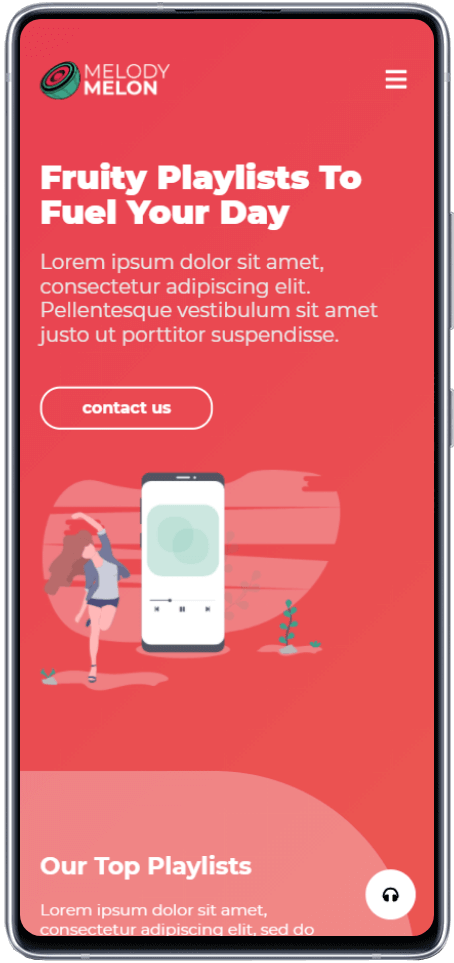 MELODY
MELON
Fruity Playlists To
Fuel Your Day
Lorem ipsum dolor sit amet,
consectetur adipiscing elit.
Pellentesque vestibulum sit amet
justo ut porttitor suspendisse.
contact us
Our Top Playlists
Lorem ipsum dolor sit amet,
consectetur adipiscing elit, sed do